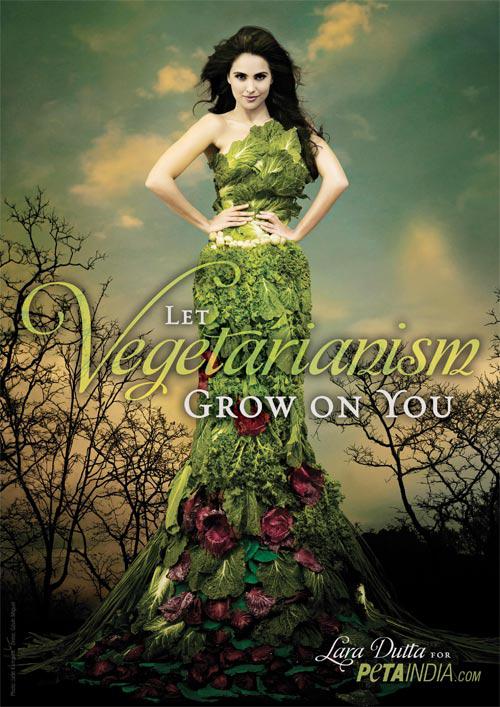 Let
Vegetarianism
Grow on You
Lara Dutta for
PETAINDIA.COM